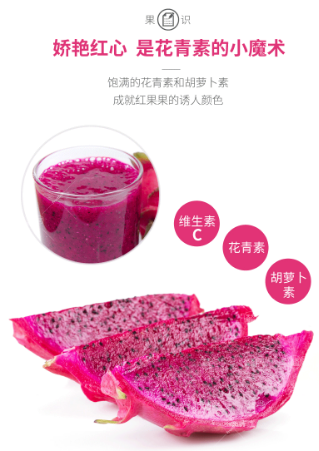 果 识
娇艳红心 是花青素的小魔术
饱满的花青素和胡萝卜素
成就红果果的诱人颜色
维生素
C
花青素
胡萝卜
素